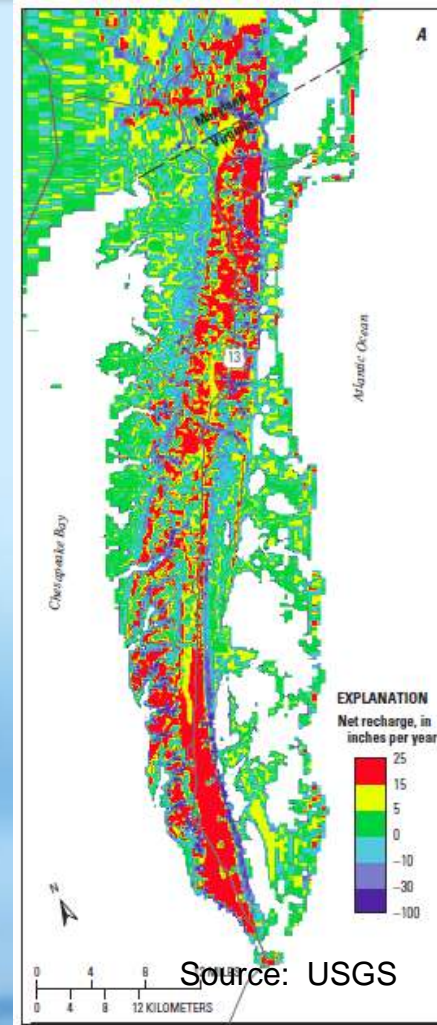 A
Maryland
Virginia
13
Atlantic Ocean
Chesapeake Bay
EXPLANATION
Net recharge, in
inches per year
25
15
5
0
–10
–30
–100
N
0 4 8 MILES
0 4 8 12 KILOMETERS
Source: USGS